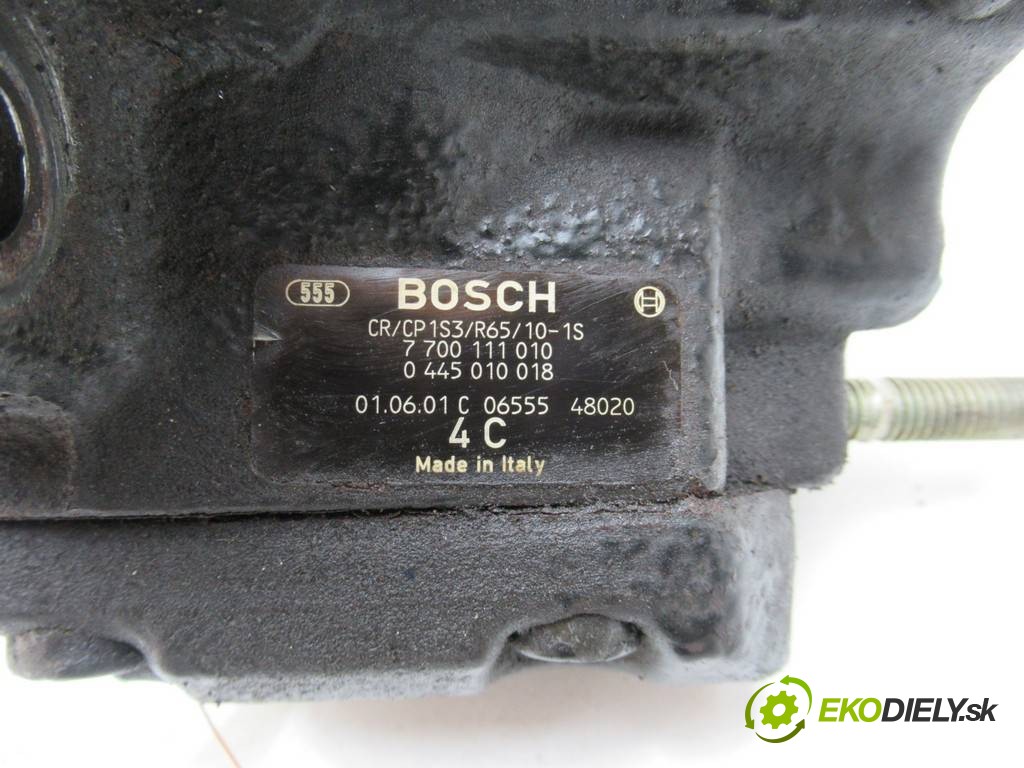 555 BOSCH
CR/CP1S3/R65/10-1S
7 700 111 010
0 445 010 018
01.06.01 C 06555 48020
4 C
Made in Italy
EKODIELY.sk